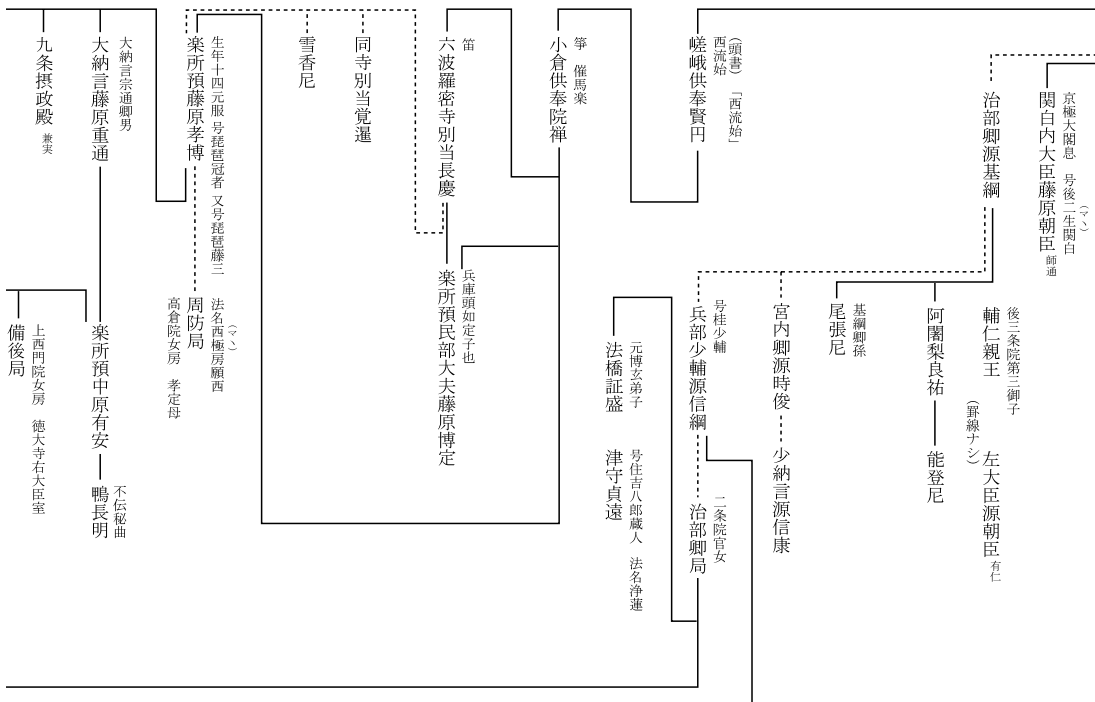 京極大閤息　号後二生関白
(マヽ)
関白内大臣藤原朝臣 師通
治部卿源基綱
後三条院第三御子
輔仁親王
左大臣源朝臣 有仁
(罫線ナシ)
阿闍梨良祐
能登尼
基綱卿孫
尾張尼
宮内卿源時俊
少納言源信康
号桂少輔
兵部少輔源信綱
二条院官女
治部卿局
(頭書)「西流始」
西流始
嵯峨供奉賢円
元博玄弟子
法橋証盛
号住吉八郎蔵人　法名浄蓮
津守貞遠
箏　催馬楽
小倉供奉院禅
笛
六波羅密寺別当長慶
兵庫頭如定子也
楽所預民部大夫藤原博定
同寺別当覚暹
雪香尼
生年十四元服 号琵琶冠者 又号琵琶藤三
法名西極房願西
(マヽ)
楽所預藤原孝博
周防局
高倉院女房　孝定母
大納言宗通卿男
大納言藤原重通
楽所預中原有安
不伝秘曲
鴨長明
九条摂政殿 兼実
上西門院女房　徳大寺右大臣室
備後局